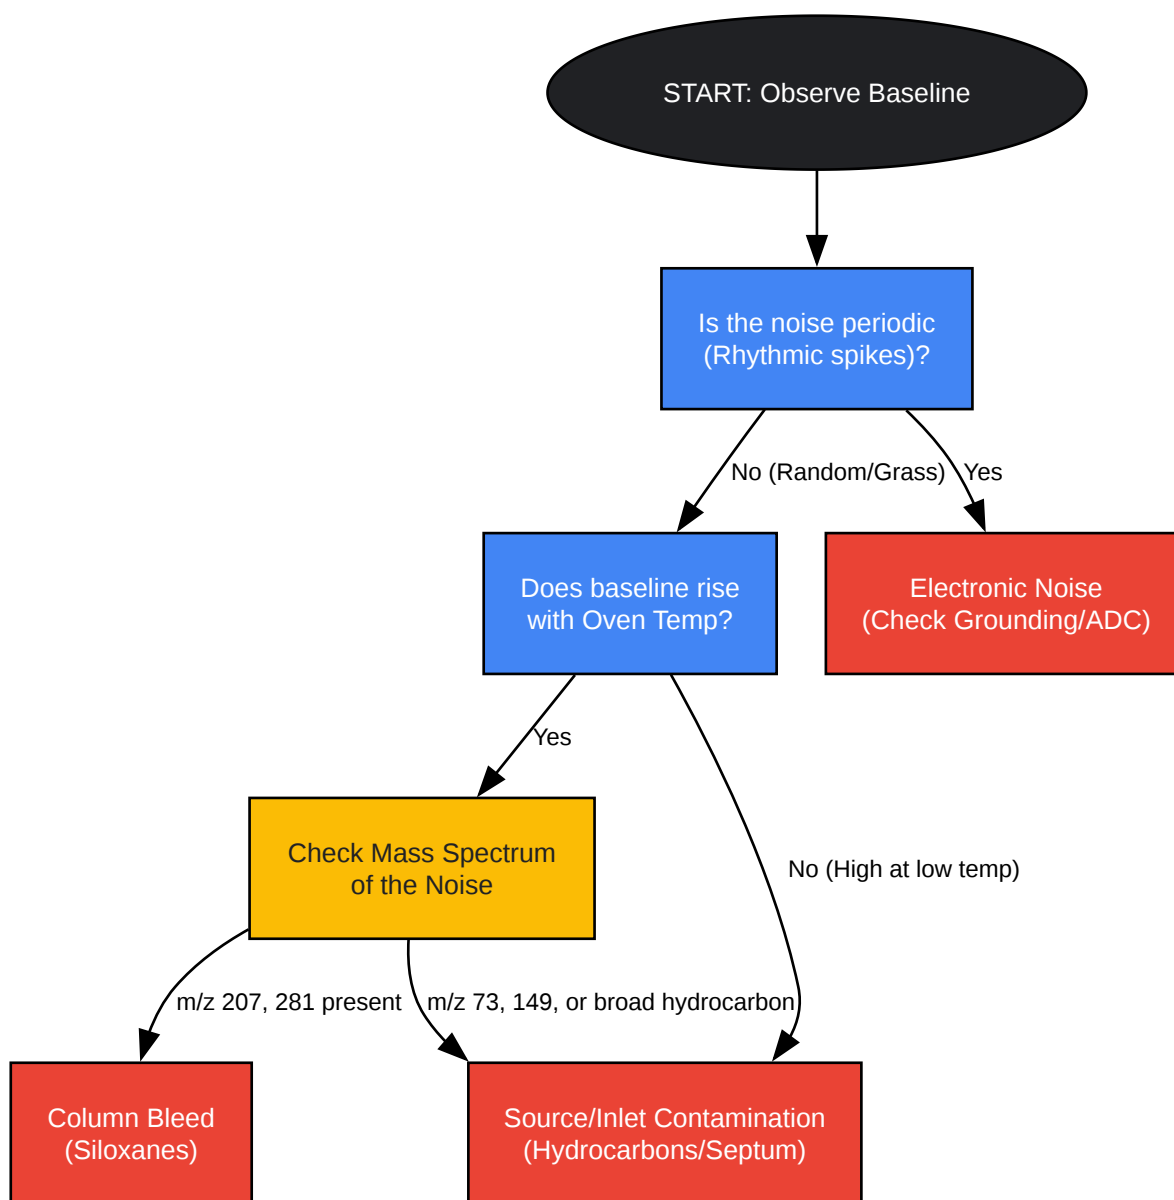 START: Observe Baseline
Is the noise periodic
(Rhythmic spikes)?
No (Random/Grass)
Yes
Does baseline rise
with Oven Temp?
Electronic Noise
(Check Grounding/ADC)
Yes
Check Mass Spectrum
of the Noise
No (High at low temp)
m/z 207, 281 present
m/z 73, 149, or broad hydrocarbon
Column Bleed
(Siloxanes)
Source/Inlet Contamination
(Hydrocarbons/Septum)